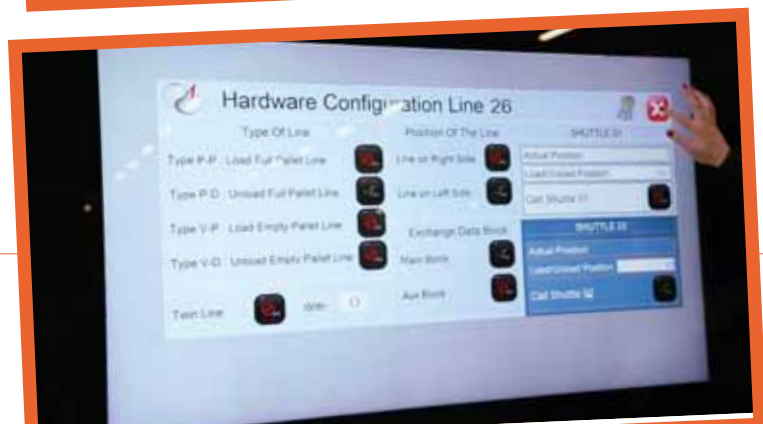 Hardware Configuration Line 26
Type Of Line
Type P-P : Load Full Pallet Line
Type P-D : Unload Full Pallet Line
Type V-P : Load Empty Pallet Line
Type V-D : Unload Empty Pallet Line
Twin Line
With
Position Of The Line
Line on Right Side
Line on Left Side
Exchange Data Block
Main Block
Aux Block
SHUTTLE 01
Actual Position
Load/Unload Position
Call Shuttle 01
SHUTTLE 02
Actual Position
Load/Unload Position
Call Shuttle 02